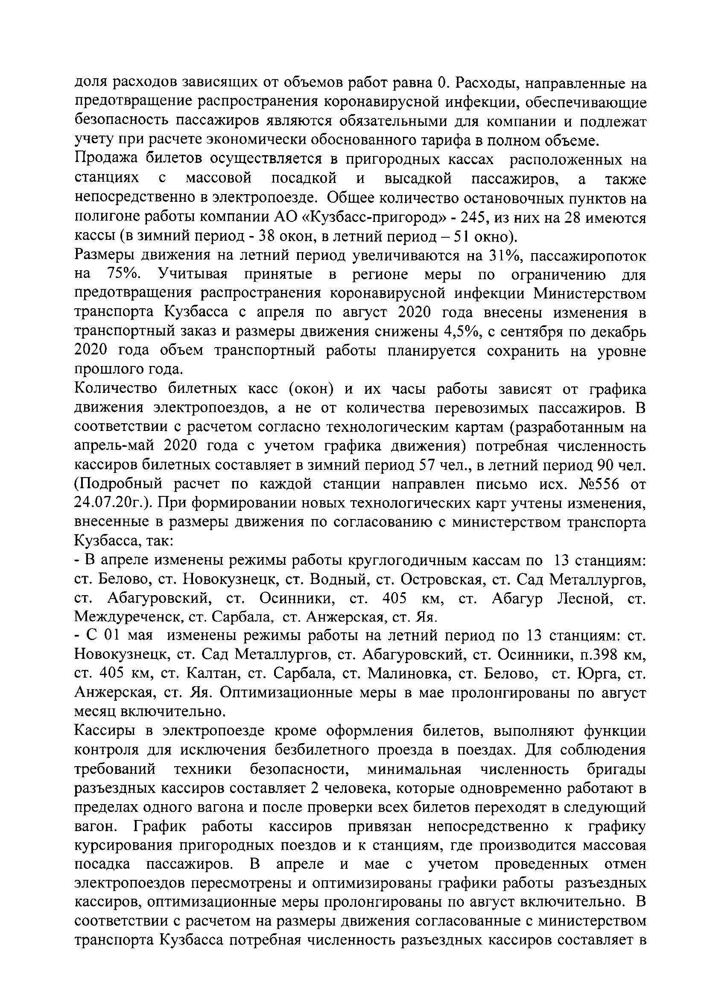 доля расходов зависящих от объемов работ равна 0. Расходы, направленные на
предотвращение распространения коронавирусной инфекции, обеспечивающие
безопасность пассажиров являются обязательными для компании и подлежат
учету при расчете экономически обоснованного тарифа в полном объеме.
Продажа билетов осуществляется в пригородных кассах расположенных на
станциях с массовой посадкой и высадкой пассажиров, а также
непосредственно в электропоезде. Общее количество остановочных пунктов на
полигоне работы компании АО «Кузбасс-пригород» - 245, из них на 28 имеются
кассы (в зимний период - 38 окон, в летний период – 51 окно).
Размеры движения на летний период увеличиваются на 31%, пассажиропоток
на 75%. Учитывая принятые в регионе меры по ограничению для
предотвращения распространения коронавирусной инфекции Министерством
транспорта Кузбасса с апреля по август 2020 года внесены изменения в
транспортный заказ и размеры движения снижены 4,5%, с сентября по декабрь
2020 года объем транспортный работы планируется сохранить на уровне
прошлого года.
Количество билетных касс (окон) и их часы работы зависят от графика
движения электропоездов, а не от количества перевозимых пассажиров. В
соответствии с расчетом согласно технологическим картам (разработанным на
апрель-май 2020 года с учетом графика движения) потребная численность
кассиров билетных составляет в зимний период 57 чел., в летний период 90 чел.
(Подробный расчет по каждой станции направлен письмо исх. №556 от
24.07.20г.). При формировании новых технологических карт учтены изменения,
внесенные в размеры движения по согласованию с министерством транспорта
Кузбасса, так:
- В апреле изменены режимы работы круглогодичным кассам по 13 станциям:
ст. Белово, ст. Новокузнецк, ст. Водный, ст. Островская, ст. Сад Металлургов,
ст. Абагуровский, ст. Осинники, ст. 405 км, ст. Абагур Лесной, ст.
Междуреченск, ст. Сарбала, ст. Анжерская, ст. Яя.
- С 01 мая изменены режимы работы на летний период по 13 станциям: ст.
Новокузнецк, ст. Сад Металлургов, ст. Абагуровский, ст. Осинники, п.398 км,
ст. 405 км, ст. Калтан, ст. Сарбала, ст. Малиновка, ст. Белово, ст. Юрга, ст.
Анжерская, ст. Яя. Оптимизационные меры в мае пролонгированы по август
месяц включительно.
Кассиры в электропоезде кроме оформления билетов, выполняют функции
контроля для исключения безбилетного проезда в поездах. Для соблюдения
требований техники безопасности, минимальная численность бригады
разъездных кассиров составляет 2 человека, которые одновременно работают в
пределах одного вагона и после проверки всех билетов переходят в следующий
вагон. График работы кассиров привязан непосредственно к графику
курсирования пригородных поездов и к станциям, где производится массовая
посадка пассажиров. В апреле и мае с учетом проведенных отмен
электропоездов пересмотрены и оптимизированы графики работы разъездных
кассиров, оптимизационные меры пролонгированы по август включительно. В
соответствии с расчетом на размеры движения согласованные с министерством
транспорта Кузбасса потребная численность разъездных кассиров составляет в